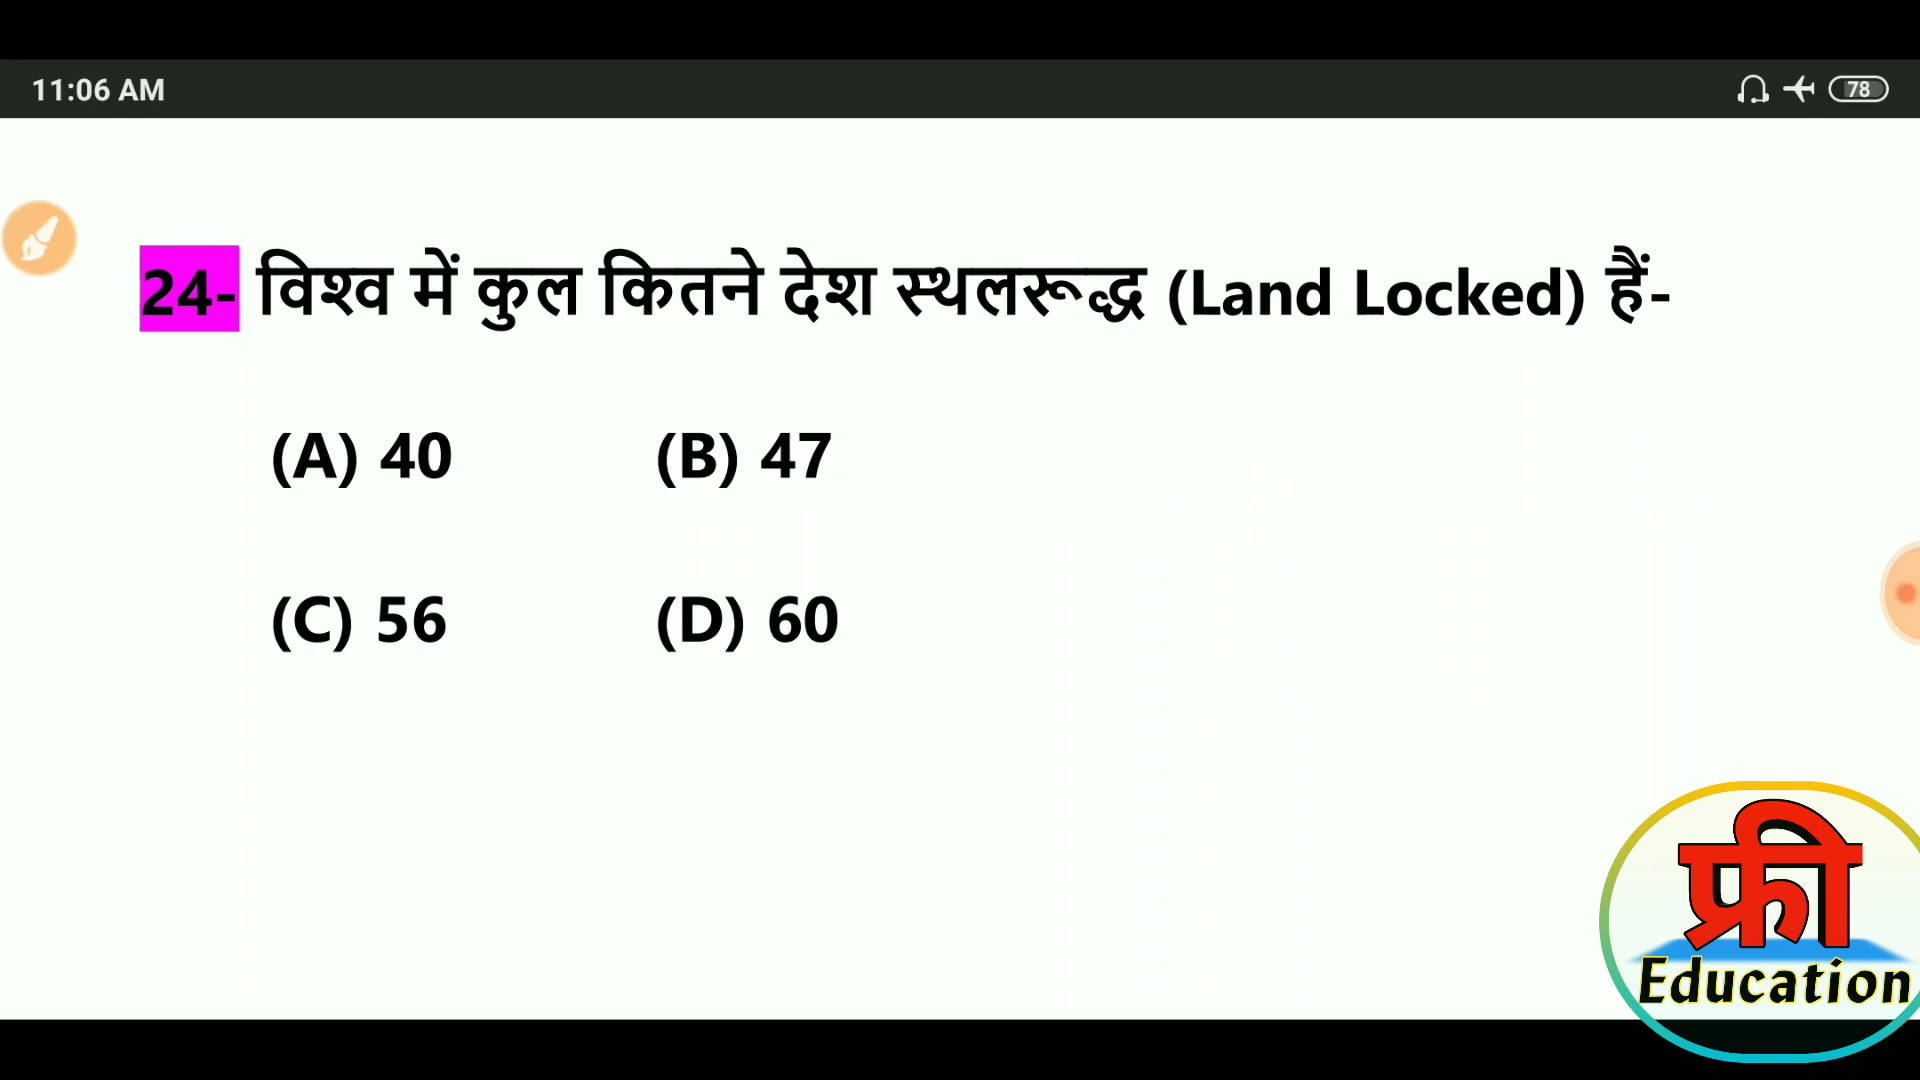 11:06 AM
78
24- विश्व में कुल कितने देश स्थलरूद्ध (Land Locked) हैं-
(A) 40 (B) 47
(C) 56 (D) 60
फ्री
Education